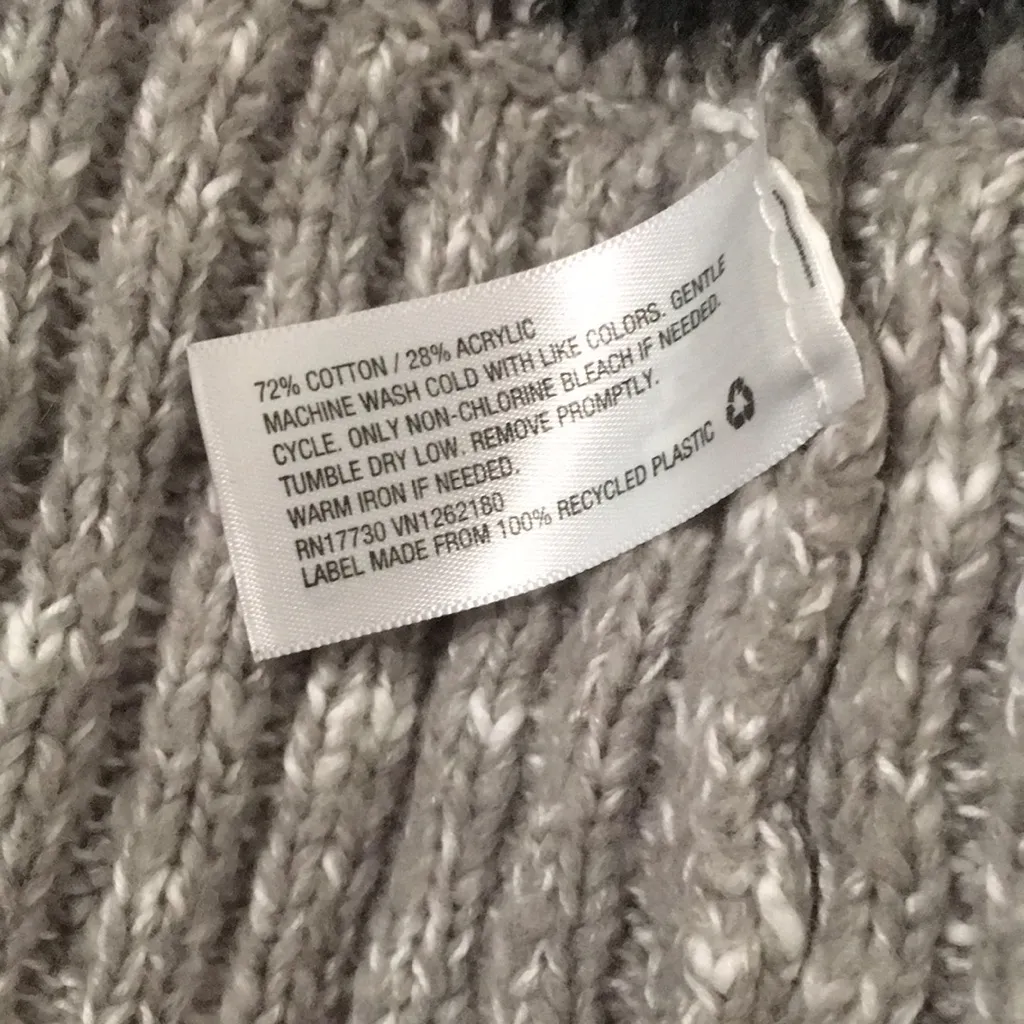 72% COTTON / 28% ACRYLIC
MACHINE WASH COLD WITH LIKE COLORS. GENTLE
CYCLE. ONLY NON-CHLORINE BLEACH IF NEEDED.
TUMBLE DRY LOW. REMOVE PROMPTLY.
WARM IRON IF NEEDED.
RN17730 VN1262180
LABEL MADE FROM 100% RECYCLED PLASTIC